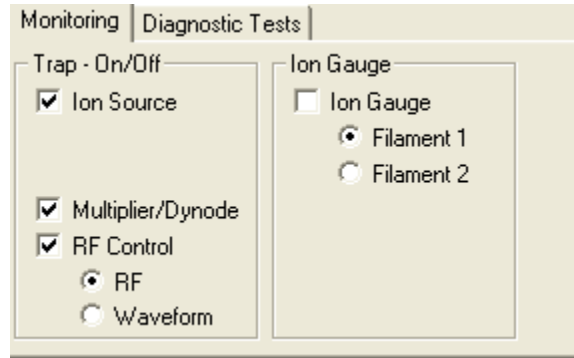 Monitoring
Diagnostic Tests
Trap - On/Off
Ion Source
Multiplier/Dynode
RF Control
RF
Waveform
Ion Gauge
Ion Gauge
Filament 1
Filament 2